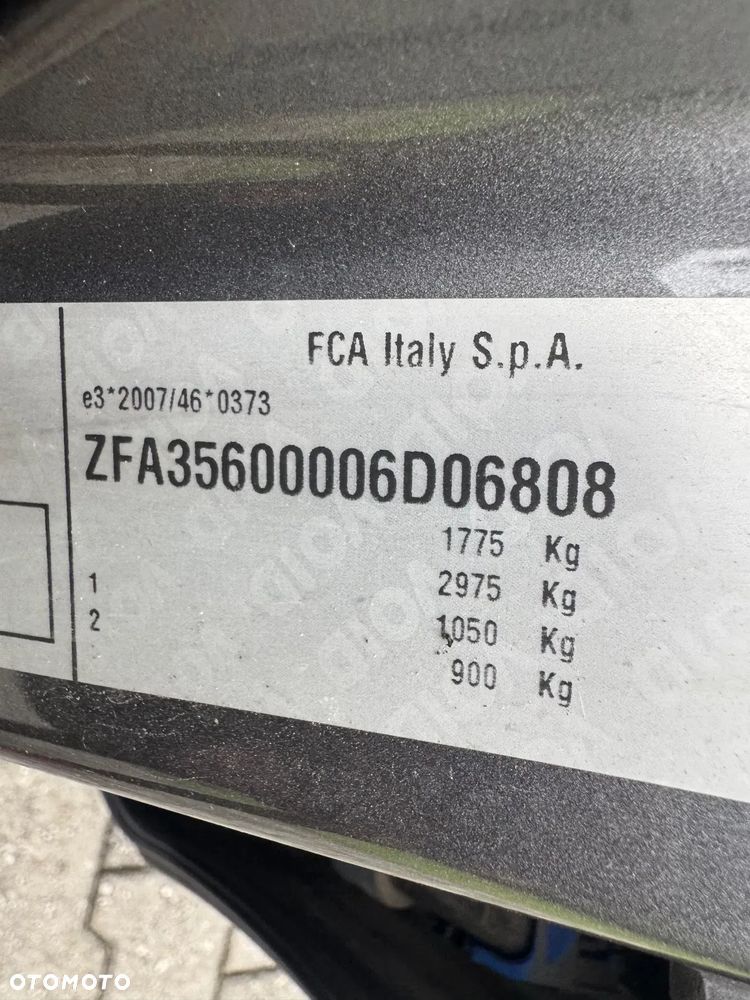 FCA Italy S.p.A.
e3*2007/46*0373
ZFA35600006D06808
1775 Kg
1 2975 Kg
2 1050 Kg
900 Kg
OTOMOTO